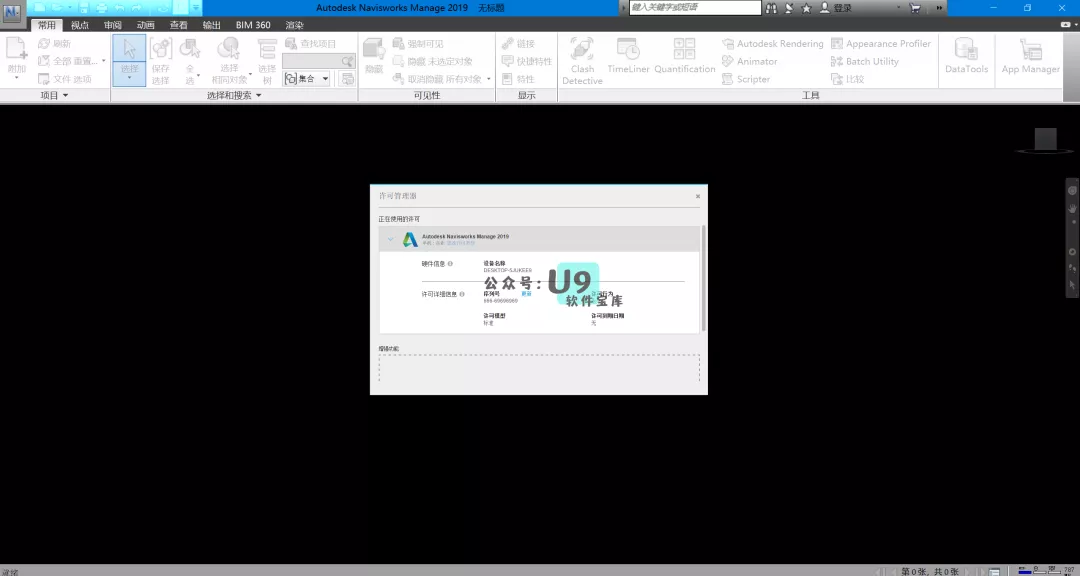 Autodesk Navisworks Manage 2019 无标题
键入关键字或短语
登录
常用 视点 审阅 动画 查看 输出 BIM 360 渲染
附加
刷新
全部 重置...
文件 选项
项目
选择
保存 选择
全选
选择 相同对象
选择 树
查找项目
集合
选择和搜索
隐藏
强制可见
隐藏 未选定对象
取消隐藏 所有对象
可见性
链接
快捷特性
特性
显示
Clash Detective
TimeLiner
Quantification
Autodesk Rendering
Animator
Scripter
Appearance Profiler
Batch Utility
比较
工具
DataTools
App Manager
许可管理器
正在使用的许可
Autodesk Navisworks Manage 2019
硬件信息
设备名称
许可详细信息
序列号
更新
许可类型
标准
许可到期日期
无
公众号:U9
软件宝库
增强功能
就绪
第 0 张，共 0 张